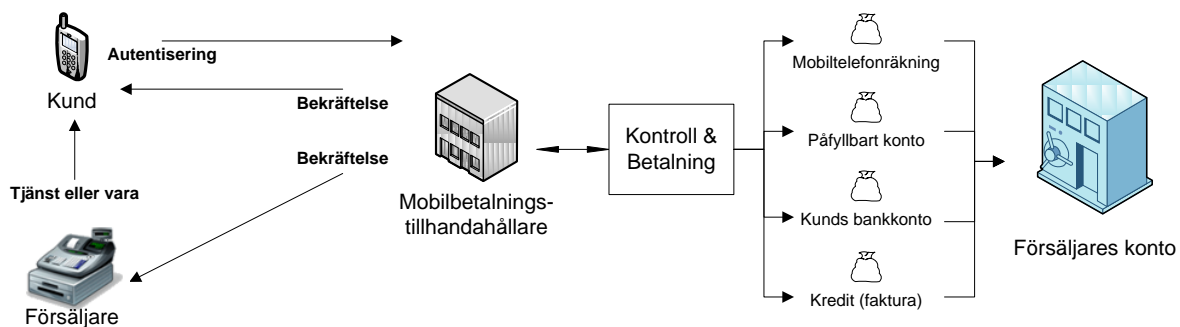 Autentisering
Kund
Bekräftelse
Bekräftelse
Tjänst eller vara
Försäljare
Mobilbetalnings-
tillhandahållare
Kontroll &
Betalning
Mobiltelefonräkning
Påfyllbart konto
Kunds bankkonto
Kredit (faktura)
Försäljares konto